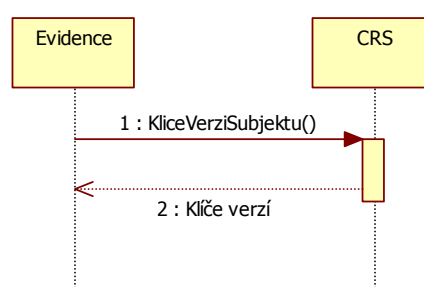 Evidence
CRS
1 : KliceVerziSubjektu()
2 : Klíče verzí